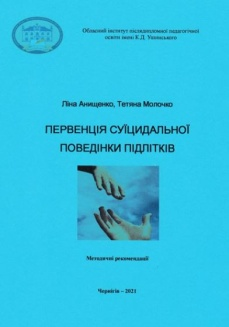 Обласний інститут післядипломної педагогічної
освіти імені К.Д. Ушинського
Ліна Анищенко, Тетяна Молочко
ПЕРВЕНЦІЯ СУЇЦИДАЛЬНОЇ
ПОВЕДІНКИ ПІДЛІТКІВ
Методичні рекомендації
Чернігів – 2021